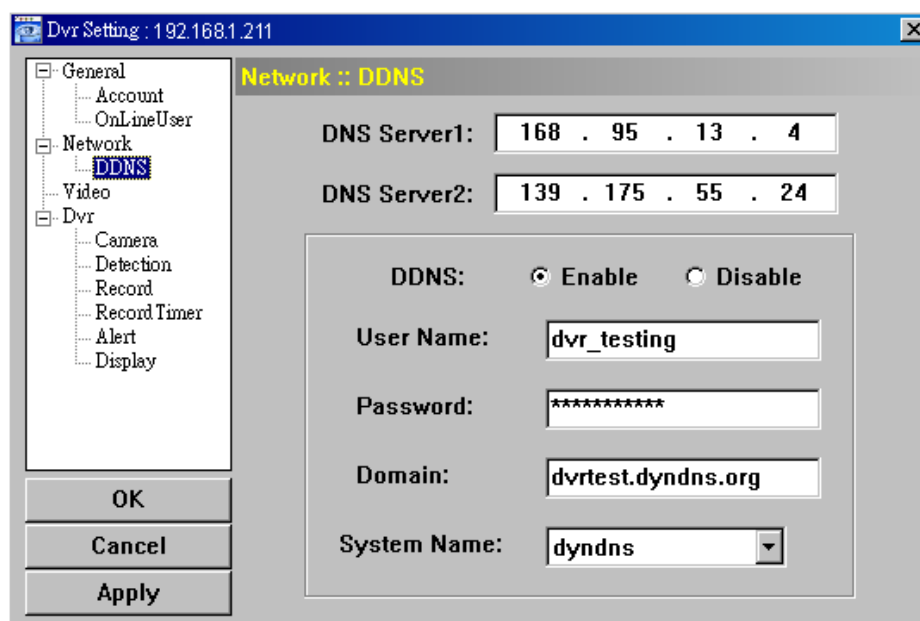 Dvr Setting : 192.168.1.211
General
Account
OnLineUser
Network
DDNS
Video
Dvr
Camera
Detection
Record
Record Timer
Alert
Display
OK
Cancel
Apply
Network :: DDNS
DNS Server1: 168 . 95 . 13 . 4
DNS Server2: 139 . 175 . 55 . 24
DDNS: Enable Disable
User Name: dvr_testing
Password: ***********
Domain: dvrtest.dyndns.org
System Name: dyndns